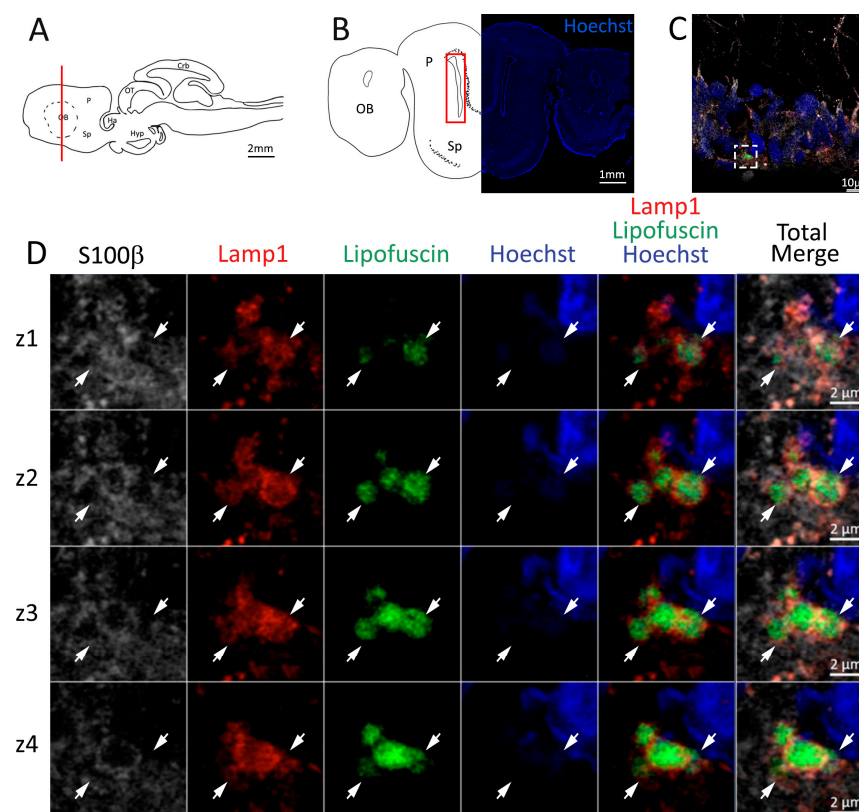 A
P
OB
Sp
Ha
OT
Crb
Hyp
2mm
B
OB
P
Sp
Hoechst
1mm
C
10µ
D
S100β
Lamp1
Lipofuscin
Hoechst
Lamp1
Lipofuscin
Hoechst
Total
Merge
z1
2 µm
z2
2 µm
z3
2 µm
z4
2 µm